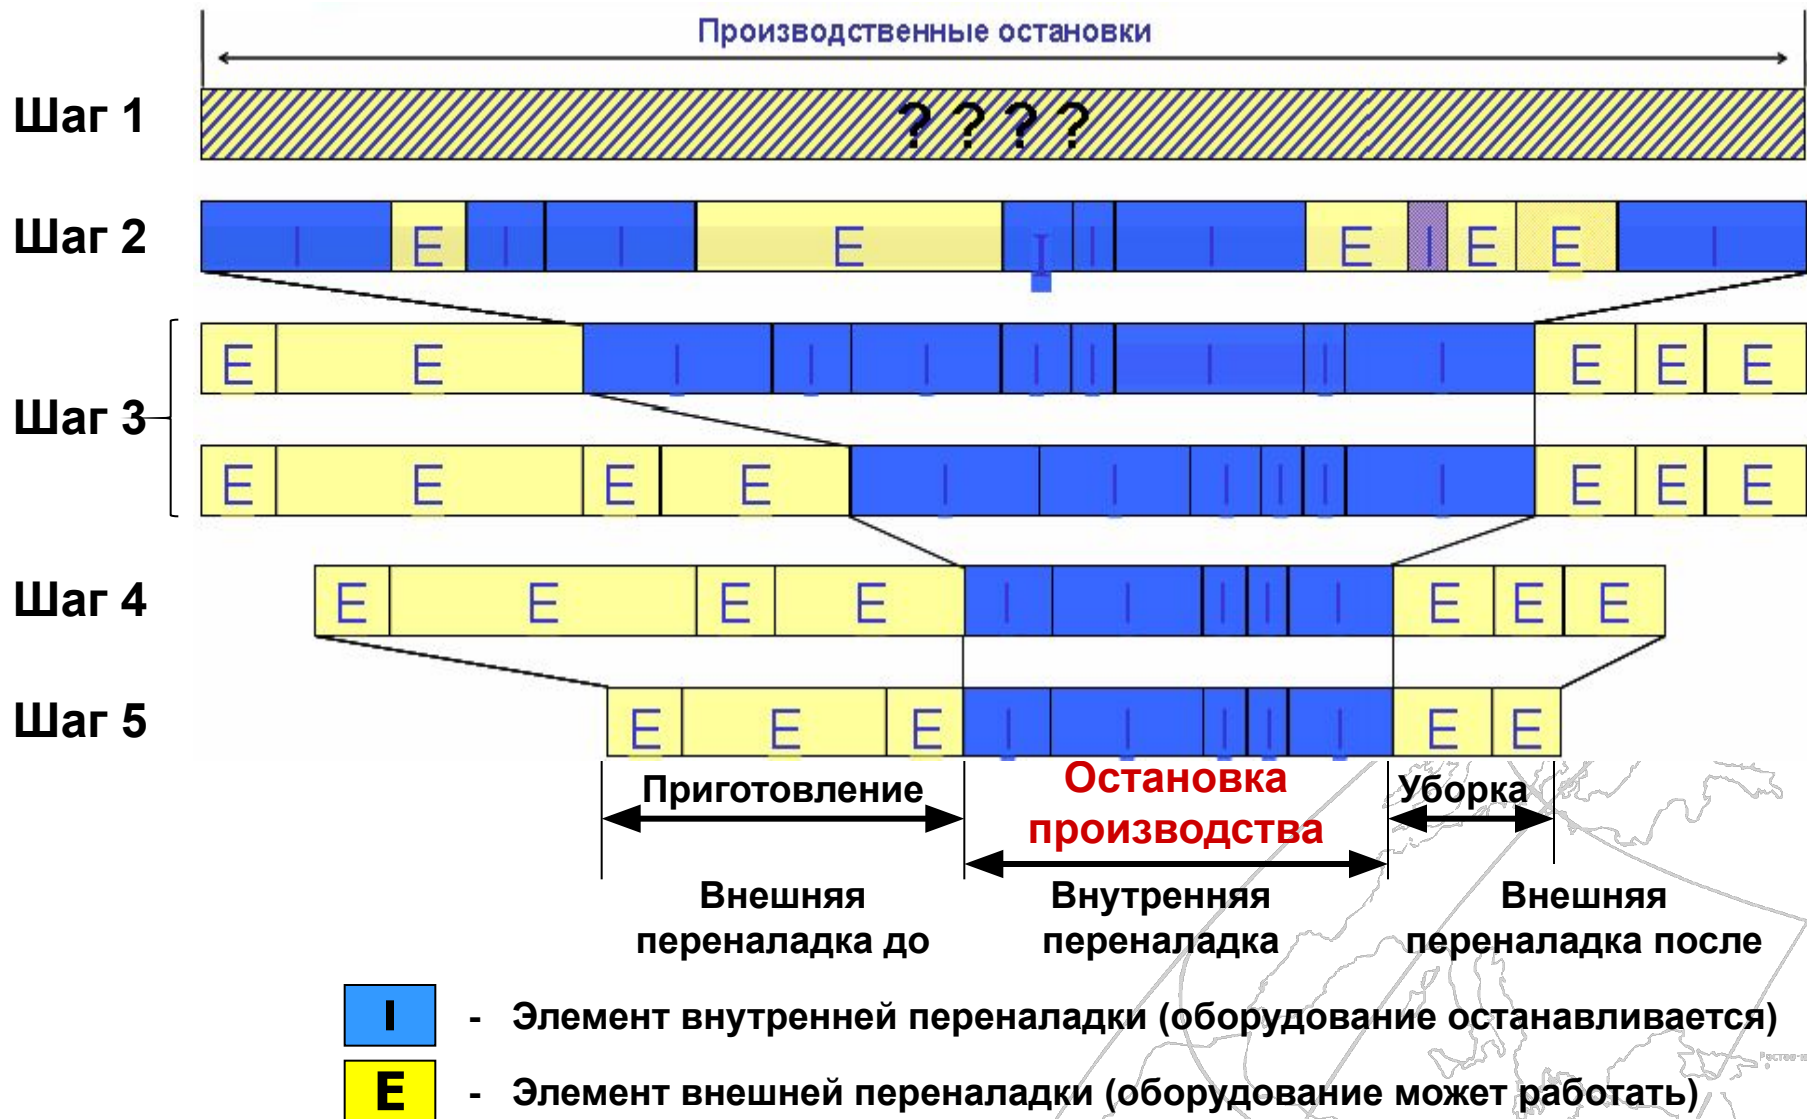 Производственные остановки
Шаг 1 ? ? ? ?
Шаг 2 I E I I E I I I E I E E I
Шаг 3
E E I I I I I I I I E E E
E E E E I I I I I I E E E
Шаг 4 E E E E I I I I I E E E
Шаг 5 E E E I I I I I E E
Приготовление
Остановка
производства
Уборка
Внешняя
переналадка до
Внутренняя
переналадка
Внешняя
переналадка после
I - Элемент внутренней переналадки (оборудование останавливается)
E - Элемент внешней переналадки (оборудование может работать)